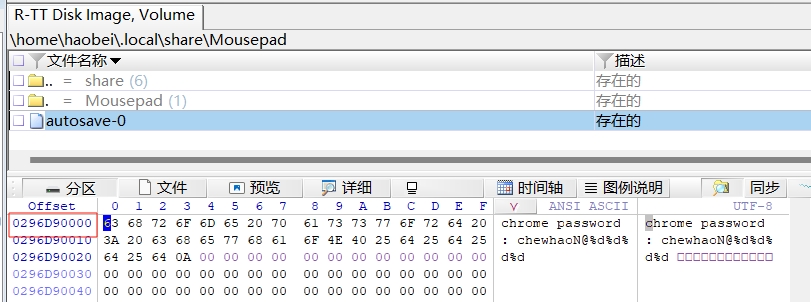 R-TT Disk Image, Volume
\home\haobei\.local\share\Mousepad
文件名称 描述
.. = share (6) 存在的
. = Mousepad (1) 存在的
autosave-0 存在的
分区 文件 预览 详细 时间轴 图例说明 同步
Offset 0 1 2 3 4 5 6 7 8 9 A B C D E F ANSI ASCII UTF-8
0296D90000 63 68 72 6F 6D 65 20 70 61 73 73 77 6F 72 64 20 chrome password chrome password
0296D90010 3A 20 63 68 65 77 68 61 6F 4E 40 25 64 25 64 25 : chewhaoN@%d%d% : chewhaoN@%d%d%
0296D90020 64 25 64 0A 00 00 00 00 00 00 00 00 00 00 00 00 d%d d%d
0296D90030 00 00 00 00 00 00 00 00 00 00 00 00 00 00 00 00
0296D90040 00 00 00 00 00 00 00 00 00 00 00 00 00 00 00 00